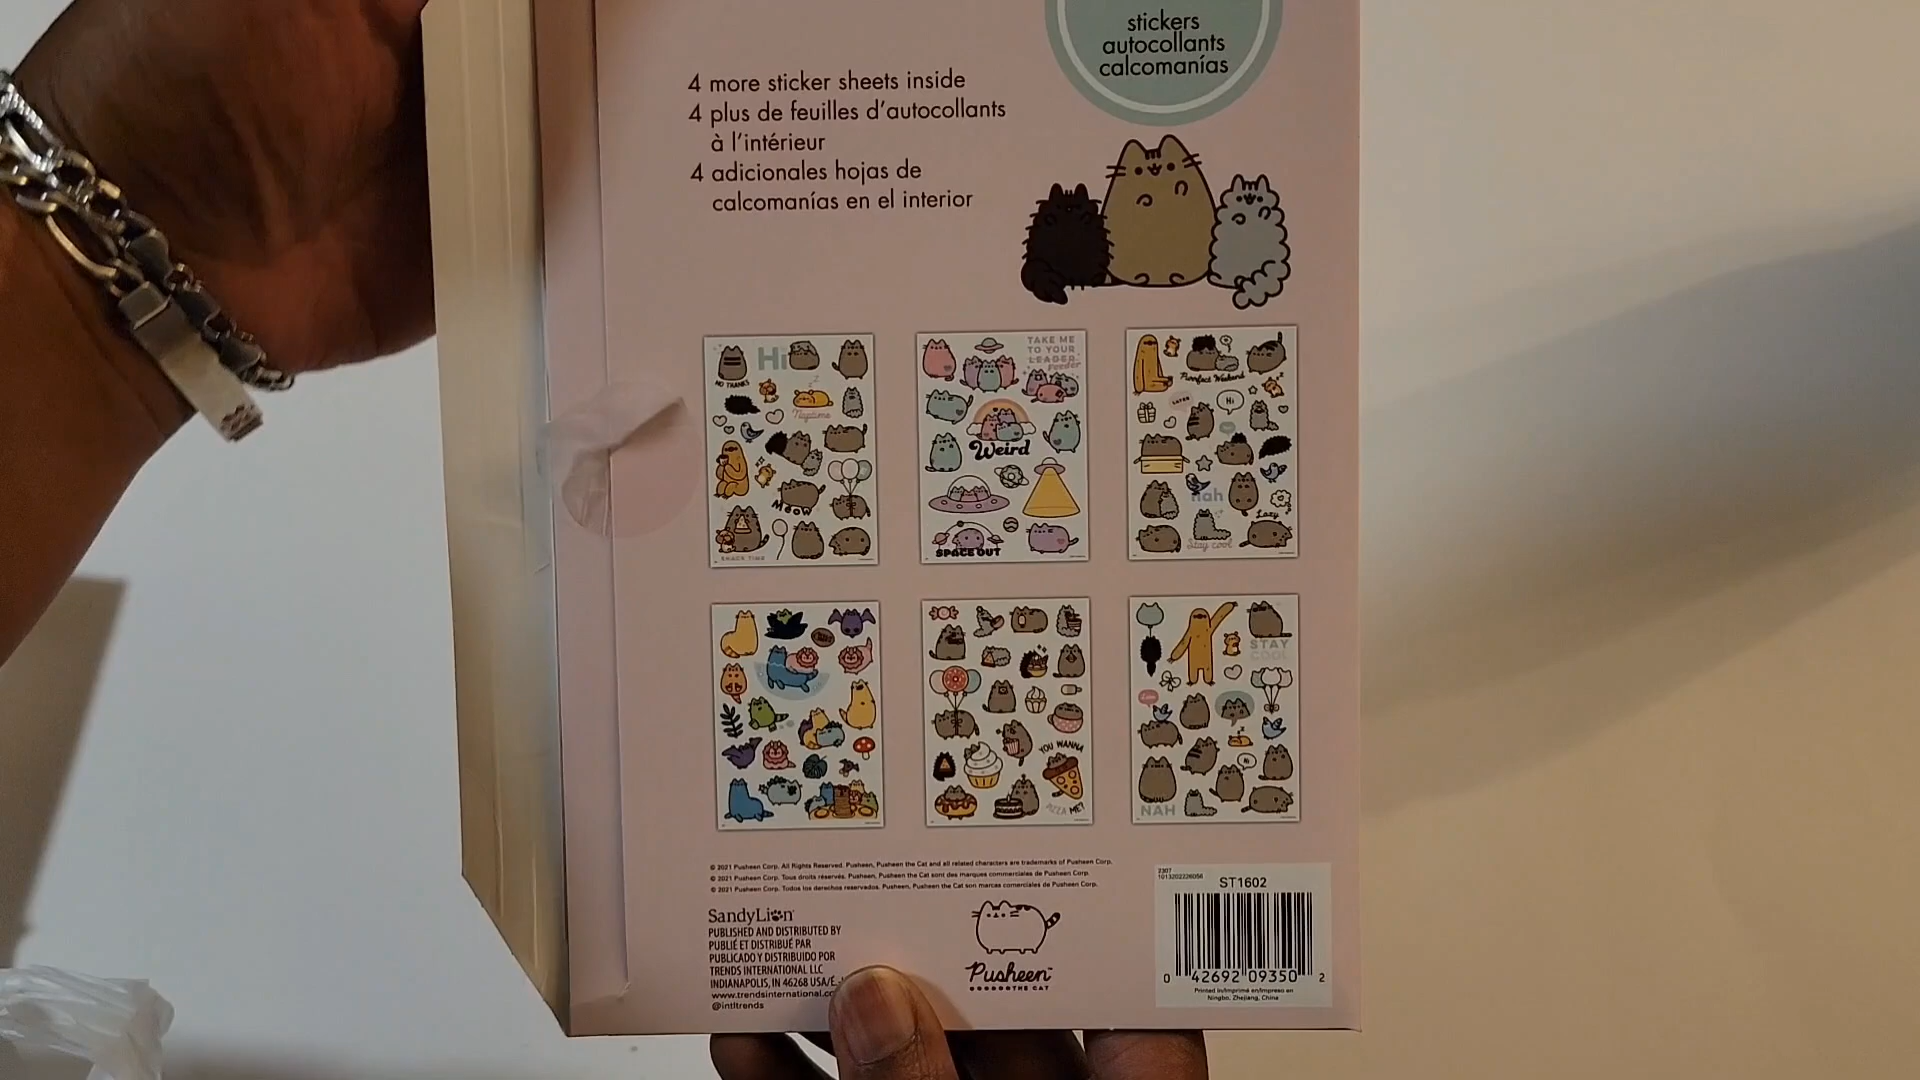 stickers
autocollants
calcomanías
4 more sticker sheets inside
4 plus de feuilles d'autocollants
à l'intérieur
4 adicionales hojas de
calcomanías en el interior
NO THANKS
Hi
Naptime
Meow
SNACK TIME
TAKE ME
TO YOUR
LEADER
feeder
Weird
SPACE OUT
Purrfect Weekend
Hi
nah
Lazy
Stay cool
YOU WANNA
PIZZA ME?
STAY
COOL
NAH
© 2021 Pusheen Corp. All Rights Reserved. Pusheen, Pusheen the Cat and all related characters are trademarks of Pusheen Corp.
© 2021 Pusheen Corp. Tous droits réservés. Pusheen, Pusheen the Cat sont des marques commerciales de Pusheen Corp.
© 2021 Pusheen Corp. Todos los derechos reservados. Pusheen, Pusheen the Cat son marcas comerciales de Pusheen Corp.
SandyLion
PUBLISHED AND DISTRIBUTED BY
PUBLIÉ ET DISTRIBUÉ PAR
PUBLICADO Y DISTRIBUIDO POR
TRENDS INTERNATIONAL LLC
INDIANAPOLIS, IN 46268 USA/E.
www.trendsinternational.co
@intltrends
Pusheen
THE CAT
2307
1013202226056
ST1602
0 42692 09350 2
Printed in/Imprimé en/Impreso en
Ningbo, Zhejiang, China